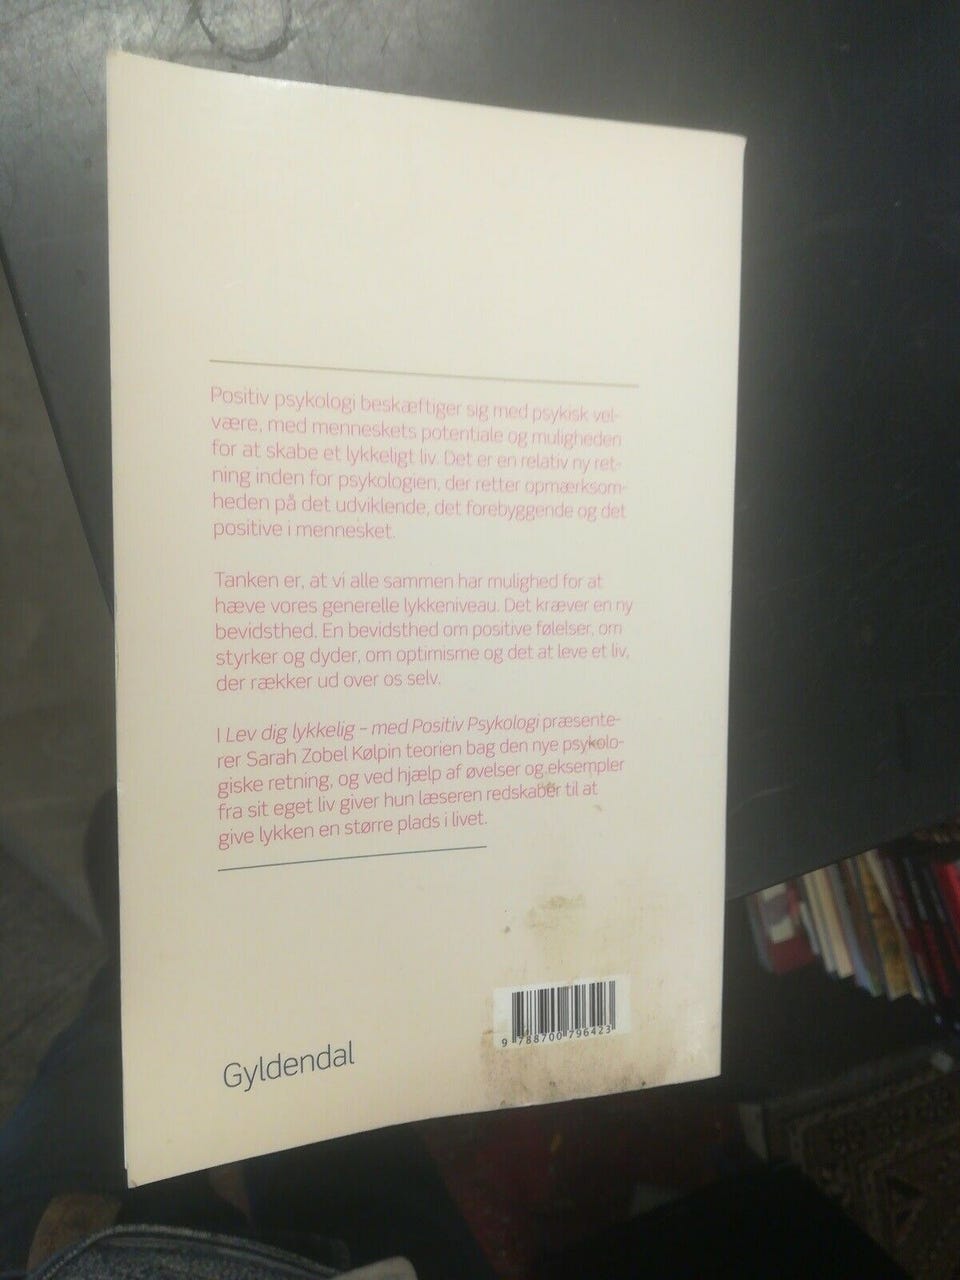 Positiv psykologi beskæftiger sig med psykisk vel-
være, med menneskets potentiale og muligheden
for at skabe et lykkeligt liv. Det er en relativ ny ret-
ning inden for psykologien, der retter opmærksom-
heden på det udviklende, det forebyggende og det
positive i mennesket.
Tanken er, at vi alle sammen har mulighed for at
hæve vores generelle lykkeniveau. Det kræver en ny
bevidsthed. En bevidsthed om positive følelser, om
styrker og dyder, om optimisme og det at leve et liv,
der rækker ud over os selv.
I Lev dig lykkelig – med Positiv Psykologi præsente-
rer Sarah Zobel Kølpin teorien bag den nye psykolo-
giske retning, og ved hjælp af øvelser og eksempler
fra sit eget liv giver hun læseren redskaber til at
give lykken en større plads i livet.
9 788700 796423
Gyldendal